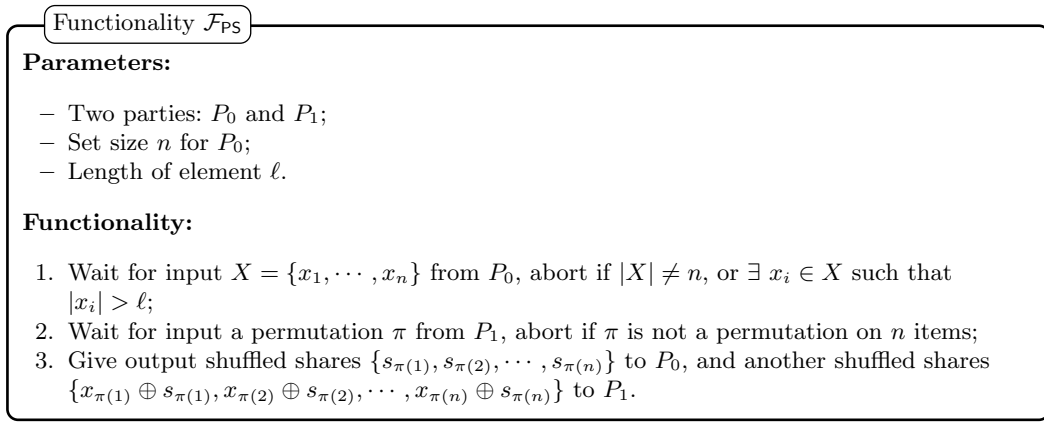 Functionality $\mathcal{F}_{\mathsf{PS}}$
Parameters:
– Two parties: $P_0$ and $P_1$;
– Set size $n$ for $P_0$;
– Length of element $\ell$.
Functionality:
1. Wait for input $X = \{x_1, \cdots, x_n\}$ from $P_0$, abort if $|X| \neq n$, or $\exists\ x_i \in X$ such that
$|x_i| > \ell$;
2. Wait for input a permutation $\pi$ from $P_1$, abort if $\pi$ is not a permutation on $n$ items;
3. Give output shuffled shares $\{s_{\pi(1)}, s_{\pi(2)}, \cdots, s_{\pi(n)}\}$ to $P_0$, and another shuffled shares
$\{x_{\pi(1)} \oplus s_{\pi(1)}, x_{\pi(2)} \oplus s_{\pi(2)}, \cdots, x_{\pi(n)} \oplus s_{\pi(n)}\}$ to $P_1$.